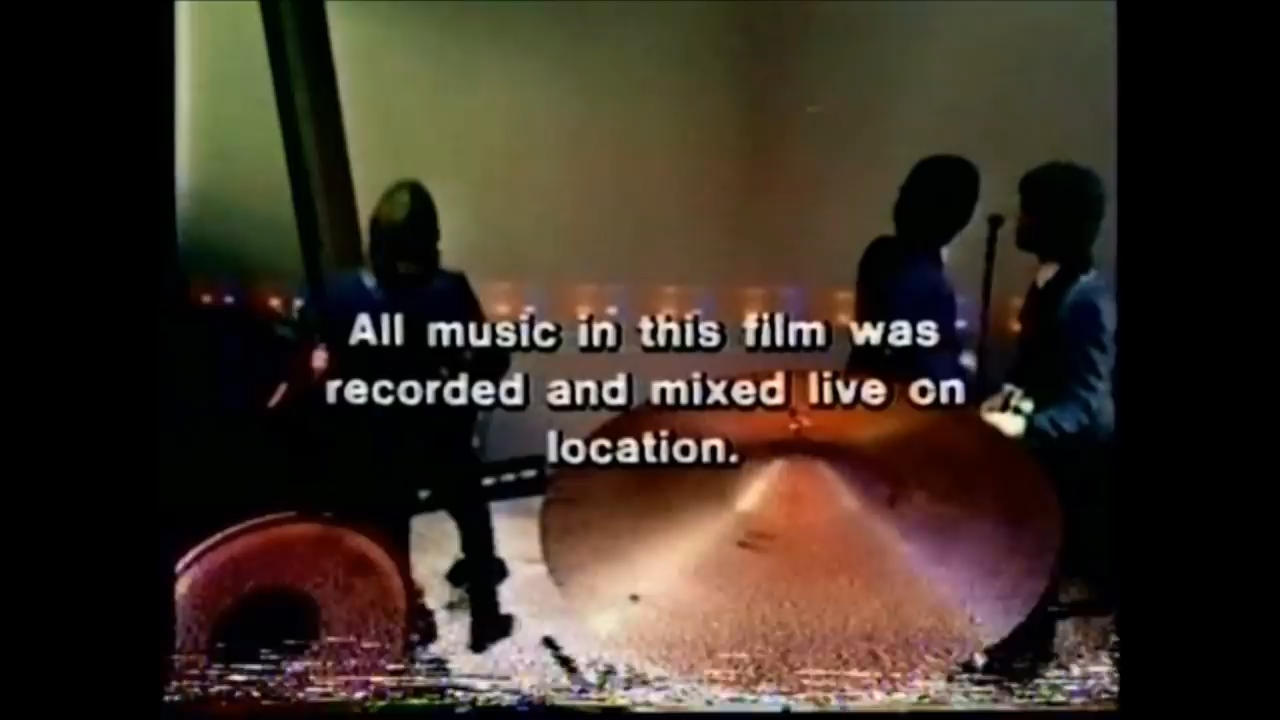 All music in this film was
recorded and mixed live on
location.